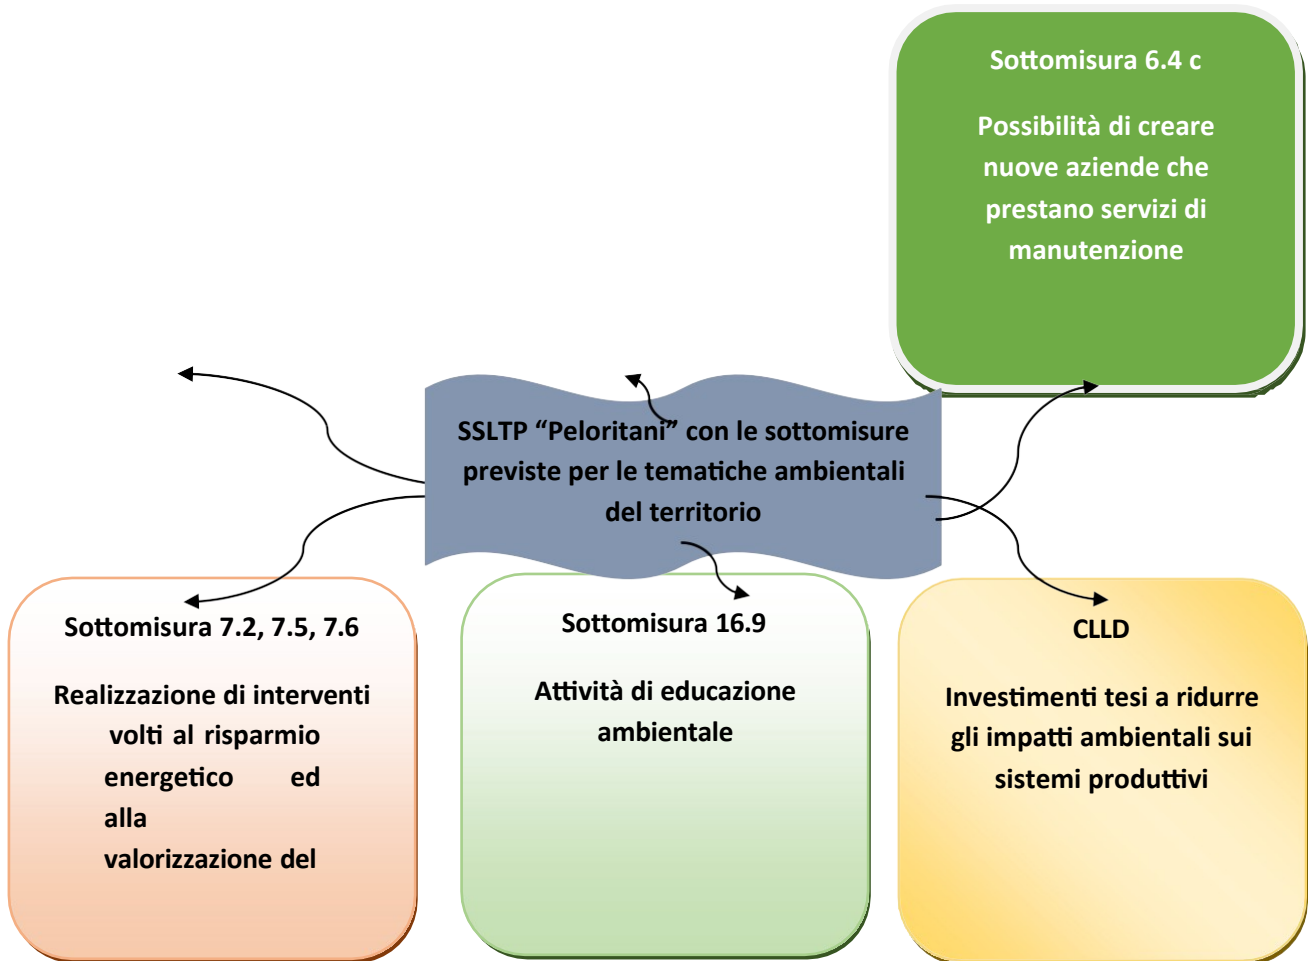 Sottomisura 6.4 c
Possibilità di creare
nuove aziende che
prestano servizi di
manutenzione
SSLTP “Peloritani” con le sottomisure
previste per le tematiche ambientali
del territorio
Sottomisura 7.2, 7.5, 7.6
Realizzazione di interventi
volti al risparmio
energetico ed
alla
valorizzazione del
Sottomisura 16.9
Attività di educazione
ambientale
CLLD
Investimenti tesi a ridurre
gli impatti ambientali sui
sistemi produttivi